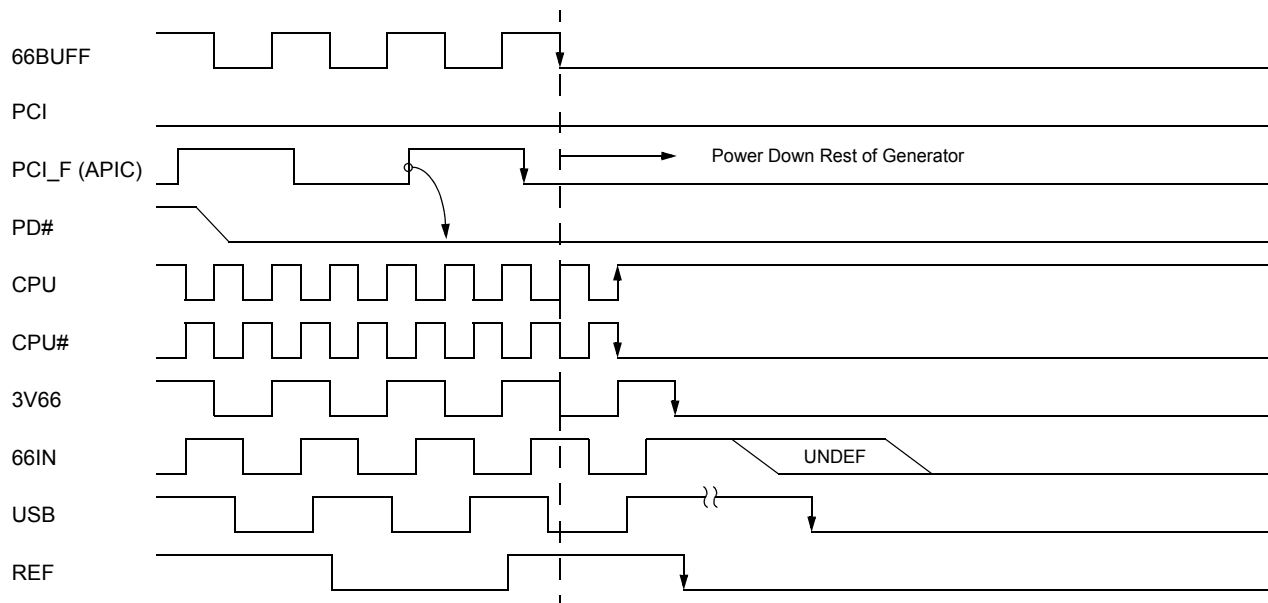 66BUFF
PCI
PCI_F (APIC)
Power Down Rest of Generator
PD#
CPU
CPU#
3V66
66IN
UNDEF
USB
REF